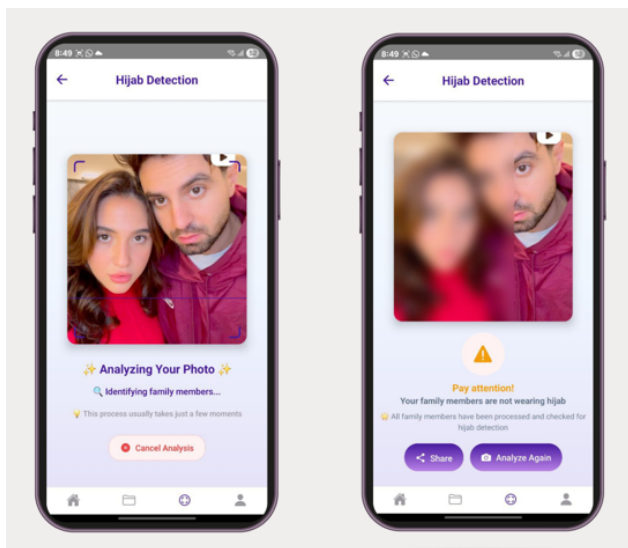 8:49
Hijab Detection
✨ Analyzing Your Photo ✨
🔍 Identifying family members...
💡 This process usually takes just a few moments
Cancel Analysis
8:49
Hijab Detection
Pay attention!
Your family members are not wearing hijab
💡 All family members have been processed and checked for
hijab detection
Share
Analyze Again